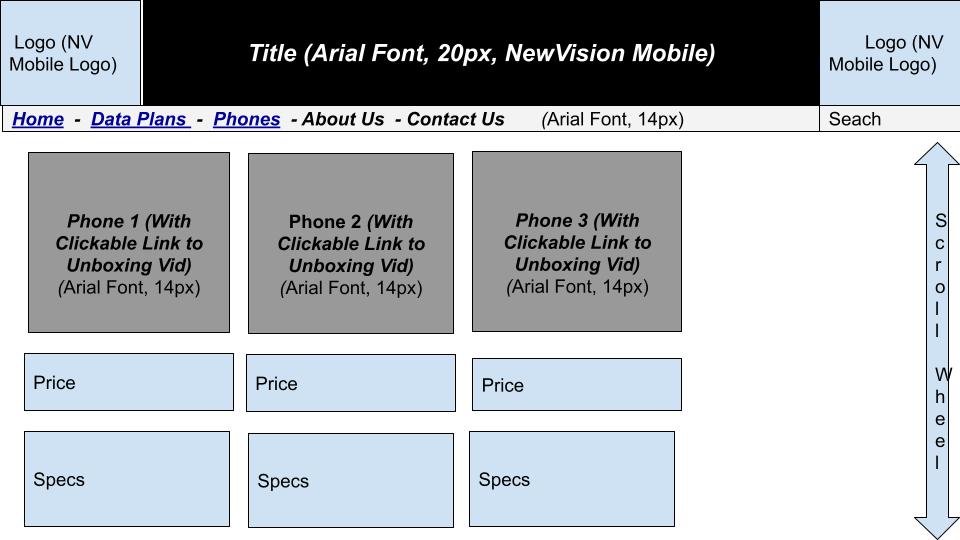 Logo (NV
Mobile Logo)
Title (Arial Font, 20px, NewVision Mobile)
Logo (NV
Mobile Logo)
Home - Data Plans - Phones - About Us - Contact Us (Arial Font, 14px)
Seach
Phone 1 (With
Clickable Link to
Unboxing Vid)
(Arial Font, 14px)
Phone 2 (With
Clickable Link to
Unboxing Vid)
(Arial Font, 14px)
Phone 3 (With
Clickable Link to
Unboxing Vid)
(Arial Font, 14px)
Price
Price
Price
Specs
Specs
Specs
Scroll Wheel